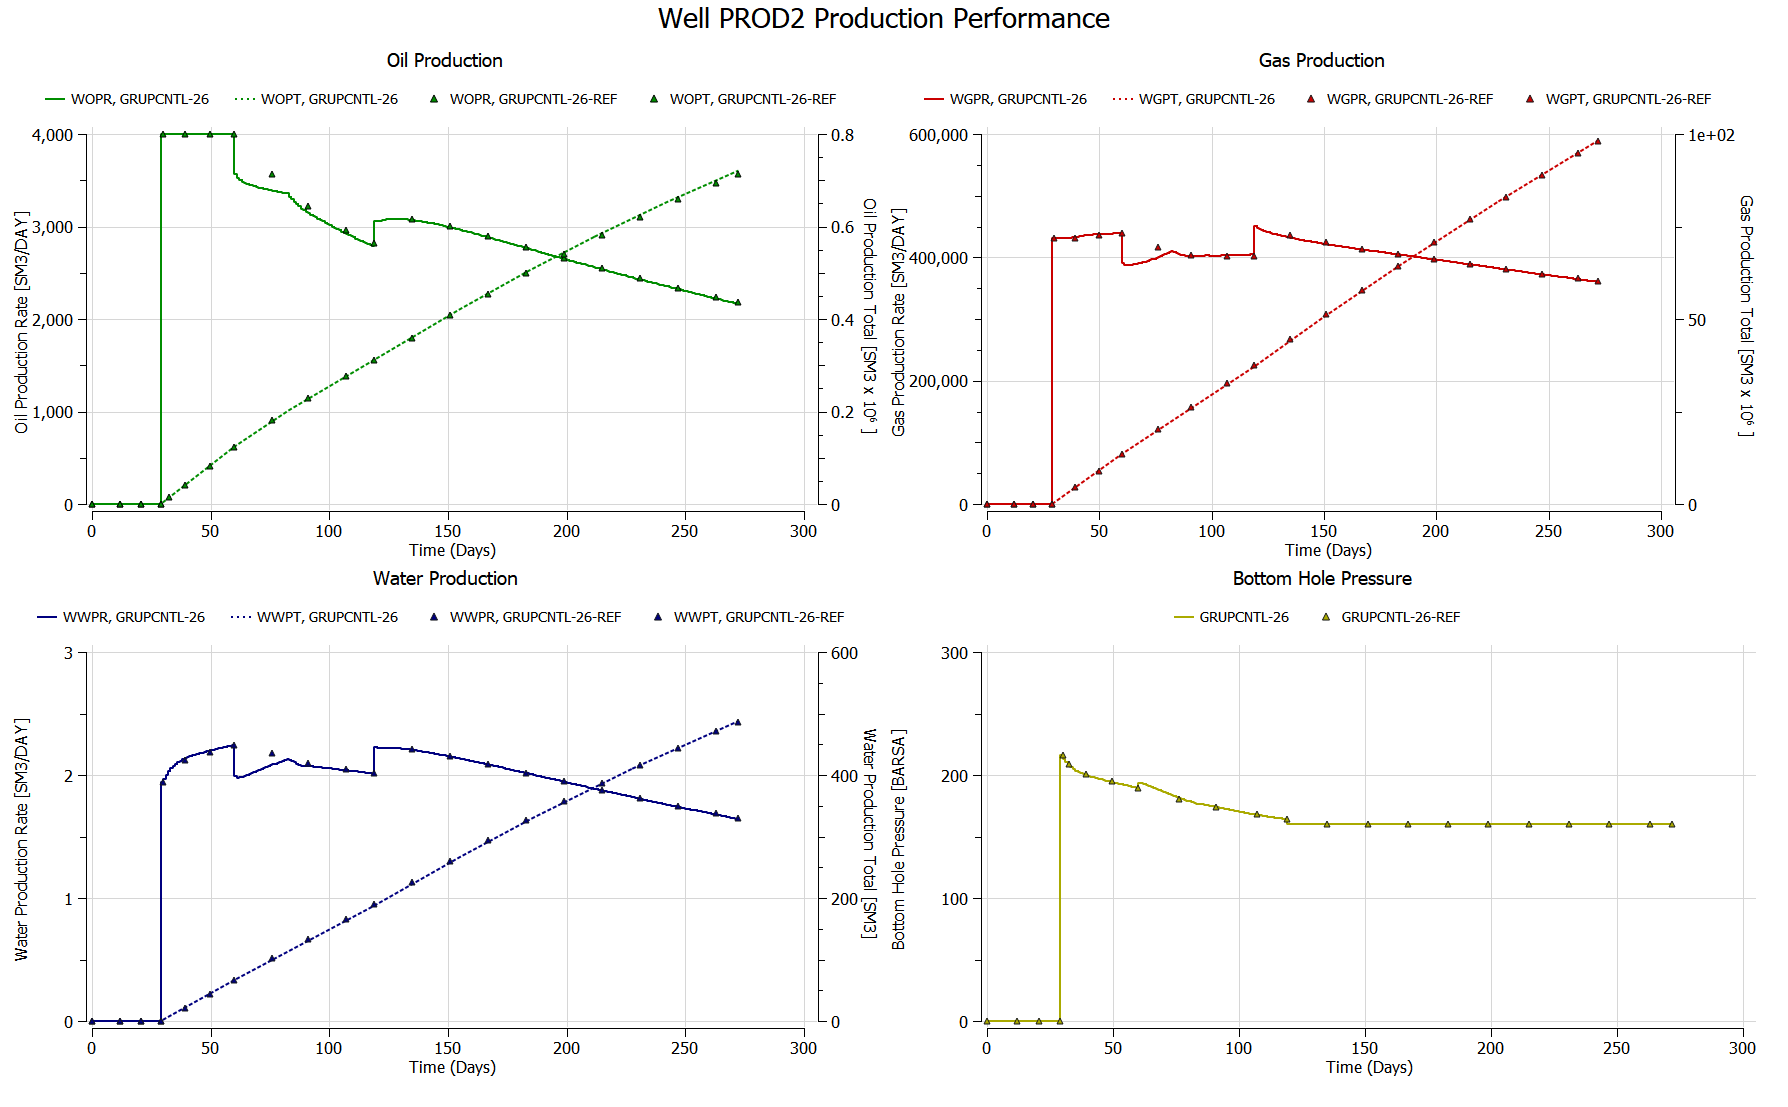 Well PROD2 Production Performance
Oil Production
WOPR, GRUPCNTL-26
WOPT, GRUPCNTL-26
WOPR, GRUPCNTL-26-REF
WOPT, GRUPCNTL-26-REF
4,000
3,000
2,000
1,000
0
Oil Production Rate [SM3/DAY]
0.8
0.6
0.4
0.2
0
Oil Production Total [SM3 x 10⁶ ]
0
50
100
150
200
250
300
Time (Days)
Gas Production
WGPR, GRUPCNTL-26
WGPT, GRUPCNTL-26
WGPR, GRUPCNTL-26-REF
WGPT, GRUPCNTL-26-REF
600,000
400,000
200,000
0
Gas Production Rate [SM3/DAY]
1e+02
50
0
Gas Production Total [SM3 x 10⁶ ]
0
50
100
150
200
250
300
Time (Days)
Water Production
WWPR, GRUPCNTL-26
WWPT, GRUPCNTL-26
WWPR, GRUPCNTL-26-REF
WWPT, GRUPCNTL-26-REF
3
2
1
0
Water Production Rate [SM3/DAY]
600
400
200
0
Water Production Total [SM3]
0
50
100
150
200
250
300
Time (Days)
Bottom Hole Pressure
GRUPCNTL-26
GRUPCNTL-26-REF
300
200
100
0
Bottom Hole Pressure [BARSA]
0
50
100
150
200
250
300
Time (Days)